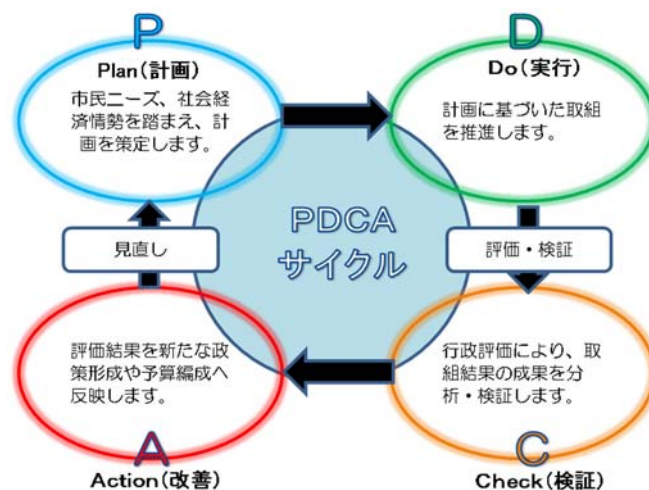 P
Plan（計画）
市民ニーズ、社会経
済情勢を踏まえ、計
画を策定します。
D
Do（実行）
計画に基づいた取組
を推進します。
PDCA
サイクル
見直し
評価・検証
評価結果を新たな政
策形成や予算編成へ
反映します。
A
Action（改善）
行政評価により、取
組結果の成果を分
析・検証します。
C
Check（検証）